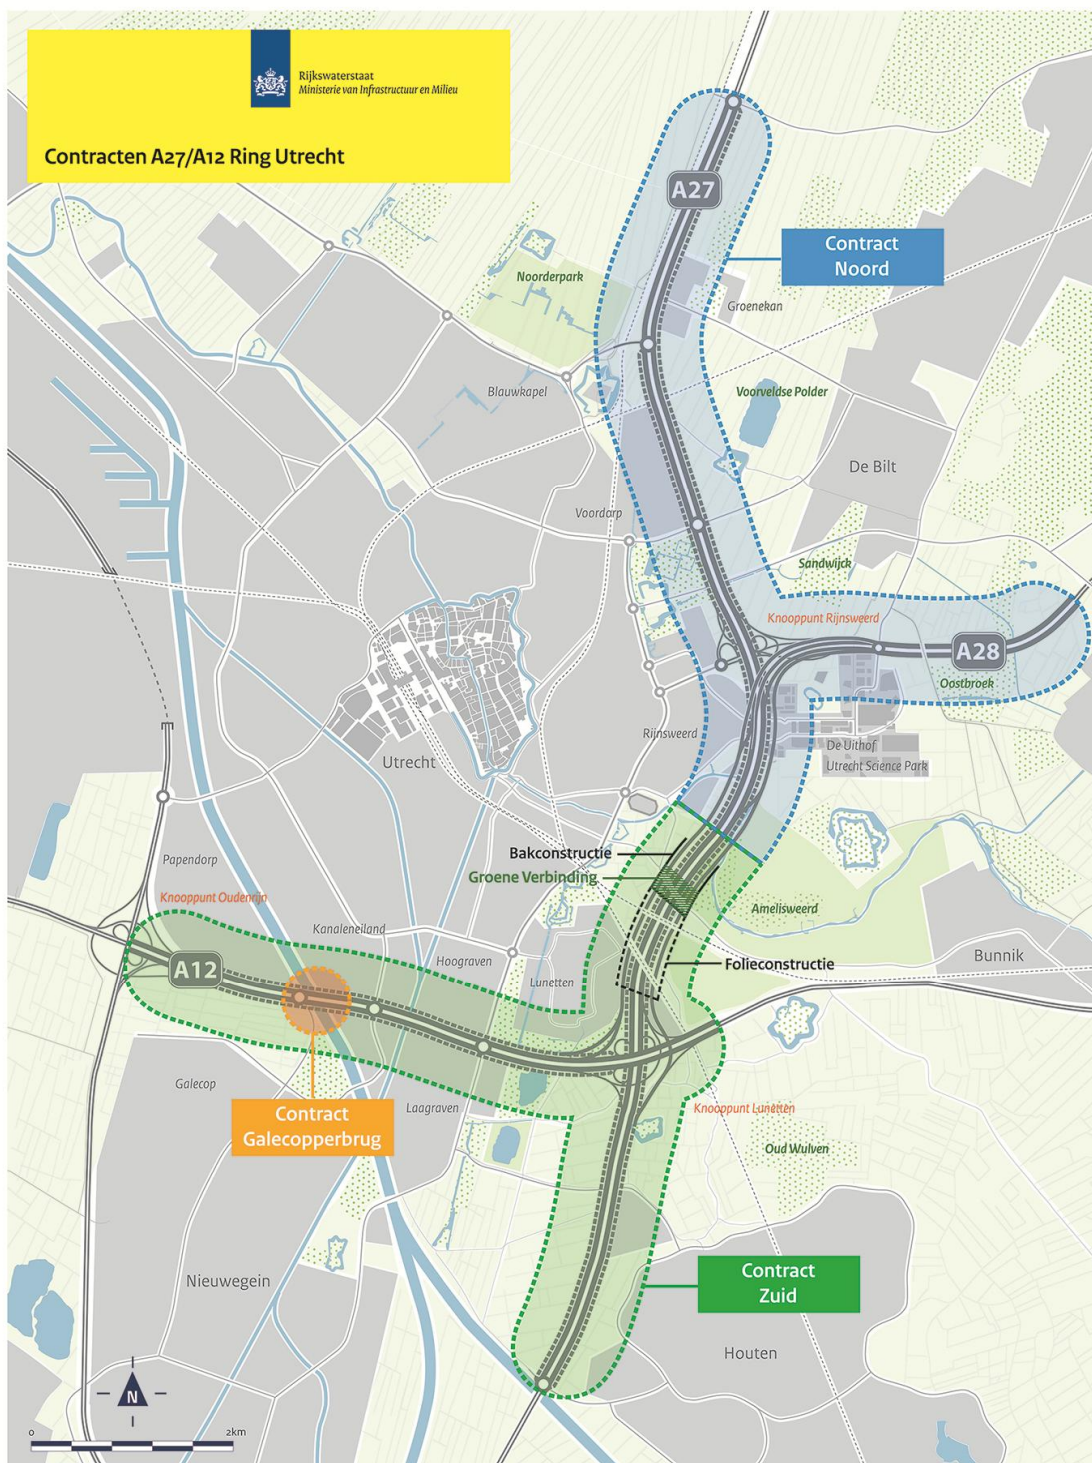 Rijkswaterstaat
Ministerie van Infrastructuur en Milieu
Contracten A27/A12 Ring Utrecht
A27
Contract
Noord
Noorderpark
Groenekan
Blauwkapel
Voorveldse Polder
De Bilt
Voordorp
Sandwijck
Knooppunt Rijnsweerd
A28
Oostbroek
Rijnsweerd
De Uithof
Utrecht Science Park
Utrecht
Bakconstructie
Groene Verbinding
Papendorp
Knooppunt Oudenrijn
Amelisweerd
Kanaleneiland
Hoograven
Bunnik
Folieconstructie
A12
Lunetten
Galecop
Laagraven
Knooppunt Lunetten
Contract
Galecopperbrug
Oud Wulven
Contract
Zuid
Nieuwegein
Houten
N
0
2km